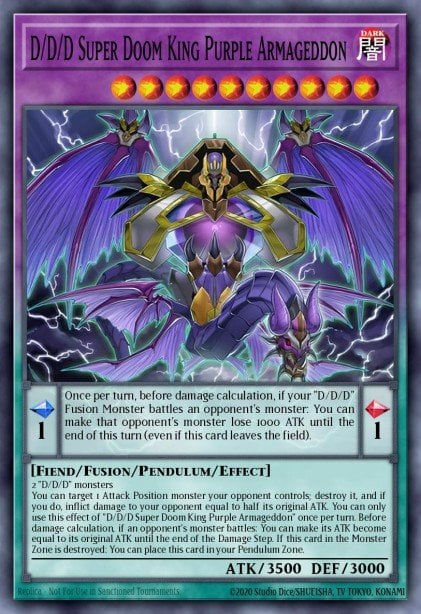 D/D/D Super Doom King Purple Armageddon
DARK
闇
Once per turn, before damage calculation, if your "D/D/D"
Fusion Monster battles an opponent's monster: You can
make that opponent's monster lose 1000 ATK until the
end of this turn (even if this card leaves the field).
1
1
[Fiend/Fusion/Pendulum/Effect]
2 "D/D/D" monsters
You can target 1 Attack Position monster your opponent controls; destroy it, and if
you do, inflict damage to your opponent equal to half its original ATK. You can only
use this effect of "D/D/D Super Doom King Purple Armageddon" once per turn. Before
damage calculation, if an opponent's monster battles: You can make its ATK become
equal to its original ATK until the end of the Damage Step. If this card in the Monster
Zone is destroyed: You can place this card in your Pendulum Zone.
ATK/3500 DEF/3000
Replica - Not For Use in Sanctioned Tournaments
©2020 Studio Dice/SHUEISHA, TV TOKYO, KONAMI